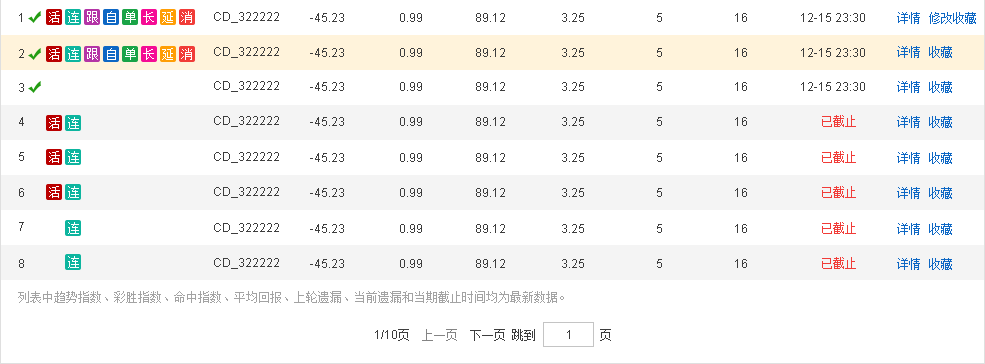 1 活 连 跟 自 单 长 延 消 CD_322222 -45.23 0.99 89.12 3.25 5 16 12-15 23:30 详情 修改收藏
2 活 连 跟 自 单 长 延 消 CD_322222 -45.23 0.99 89.12 3.25 5 16 12-15 23:30 详情 收藏
3 CD_322222 -45.23 0.99 89.12 3.25 5 16 12-15 23:30 详情 收藏
4 活 连 CD_322222 -45.23 0.99 89.12 3.25 5 16 已截止 详情 收藏
5 活 连 CD_322222 -45.23 0.99 89.12 3.25 5 16 已截止 详情 收藏
6 活 连 CD_322222 -45.23 0.99 89.12 3.25 5 16 已截止 详情 收藏
7 连 CD_322222 -45.23 0.99 89.12 3.25 5 16 已截止 详情 收藏
8 连 CD_322222 -45.23 0.99 89.12 3.25 5 16 已截止 详情 收藏
列表中趋势指数、彩胜指数、命中指数、平均回报、上轮遗漏、当前遗漏和当期截止时间均为最新数据。
1/10页 上一页 下一页 跳到 1 页